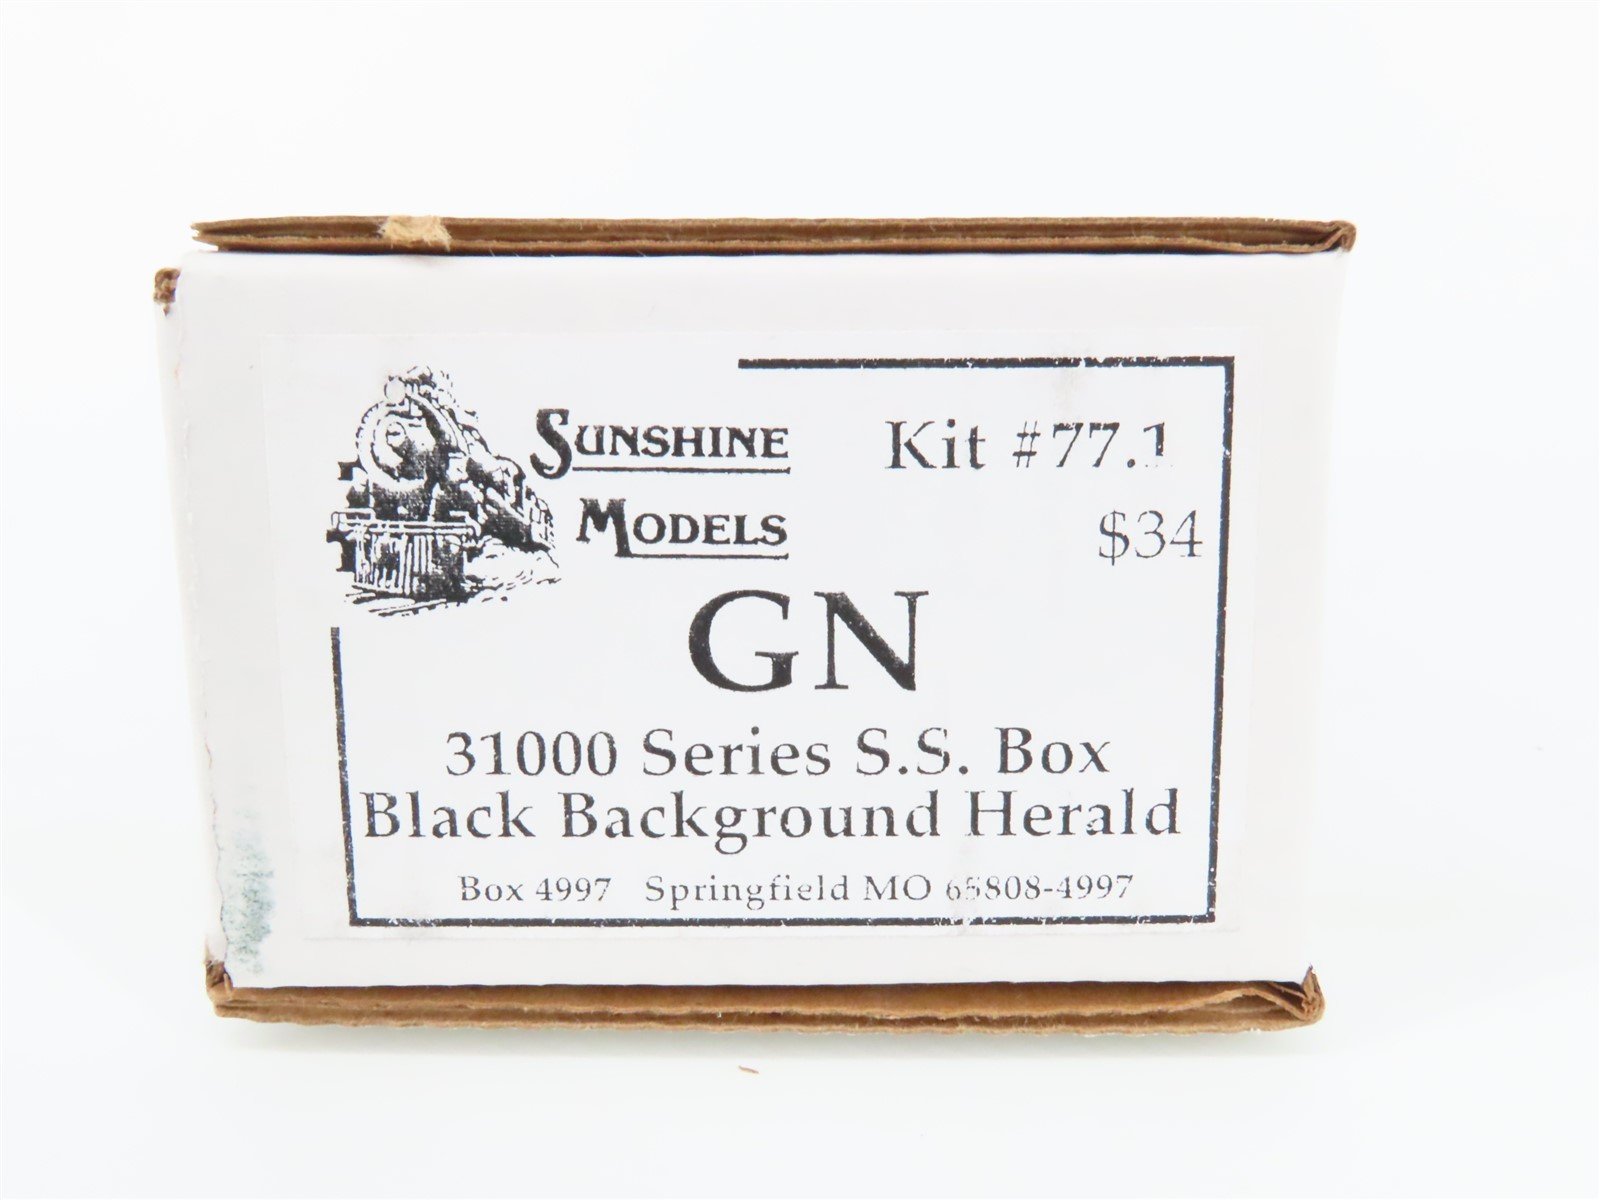 SUNSHINE
MODELS
Kit #77.1
$34
GN
31000 Series S.S. Box
Black Background Herald
Box 4997 Springfield MO 65808-4997